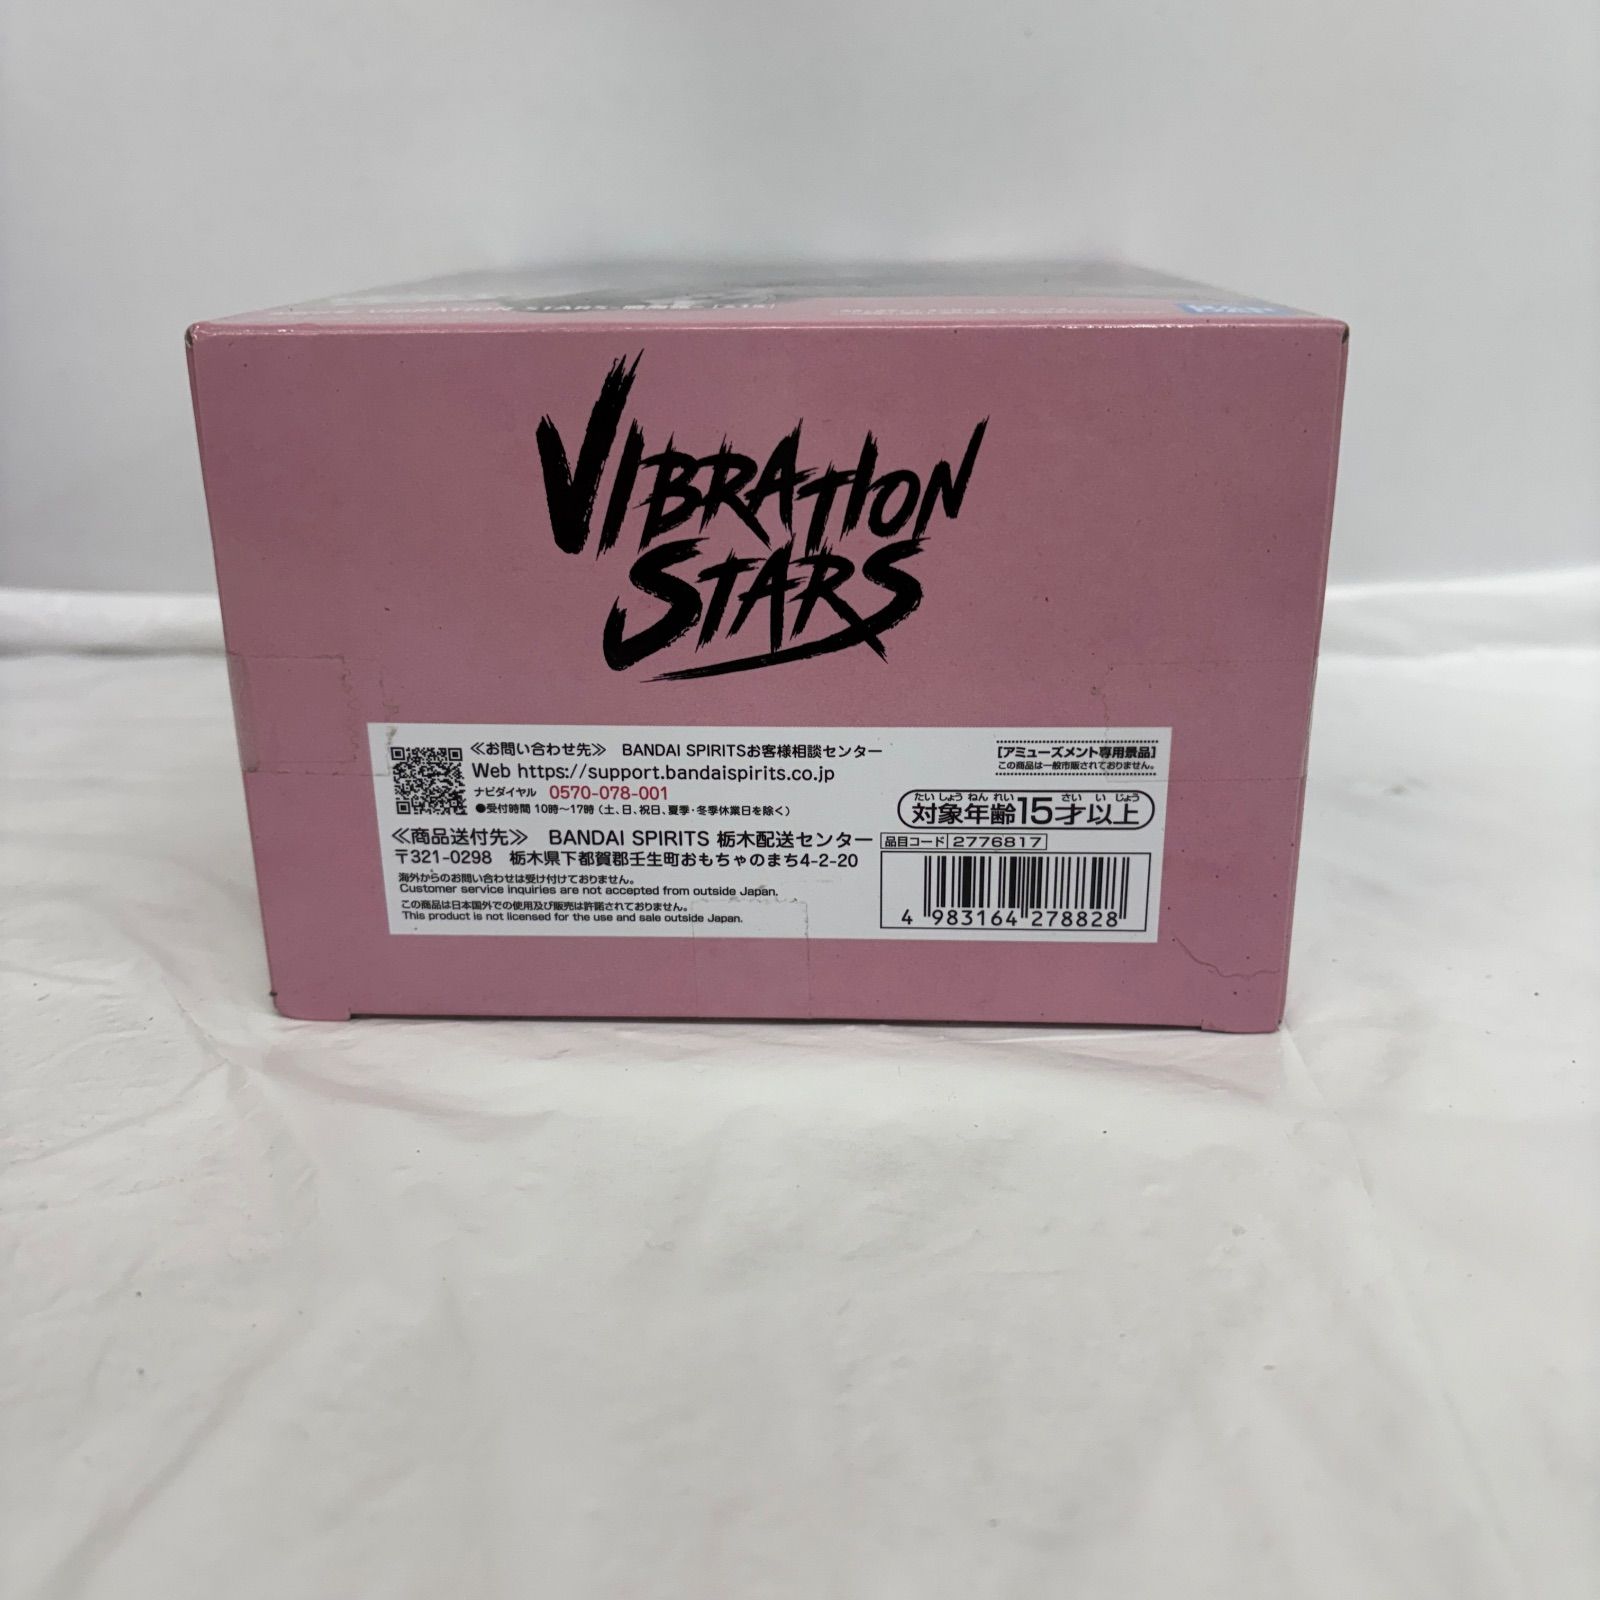 VIBRATION STARS
VIBRATION
STARS
≪お問い合わせ先≫ BANDAI SPIRITSお客様相談センター
Web https://support.bandaispirits.co.jp
ナビダイヤル 0570-078-001
●受付時間 10時～17時（土、日、祝日、夏季・冬季休業日を除く）
≪商品送付先≫ BANDAI SPIRITS 栃木配送センター
〒321-0298 栃木県下都賀郡壬生町おもちゃのまち4-2-20
海外からのお問い合わせは受け付けておりません。
Customer service inquiries are not accepted from outside Japan.
この商品は日本国外での使用及び販売は許諾されておりません。
This product is not licensed for the use and sale outside Japan.
[アミューズメント専用景品]
この商品は一般市販されておりません。
たいしょうねんれい さい いじょう
対象年齢15才以上
品目コード 2776817
4 983164 278828